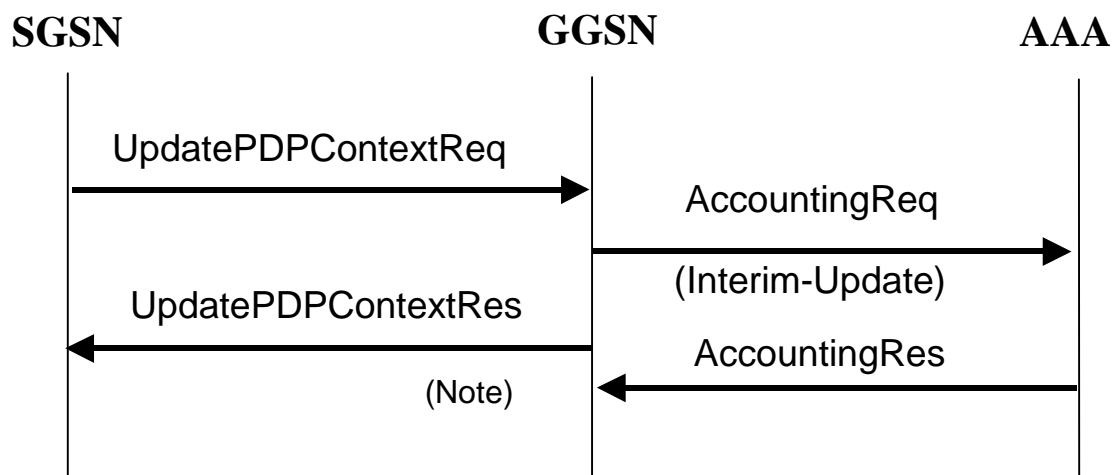 SGSN
GGSN
AAA
UpdatePDPContextReq
AccountingReq
(Interim-Update)
UpdatePDPContextRes
AccountingRes
(Note)